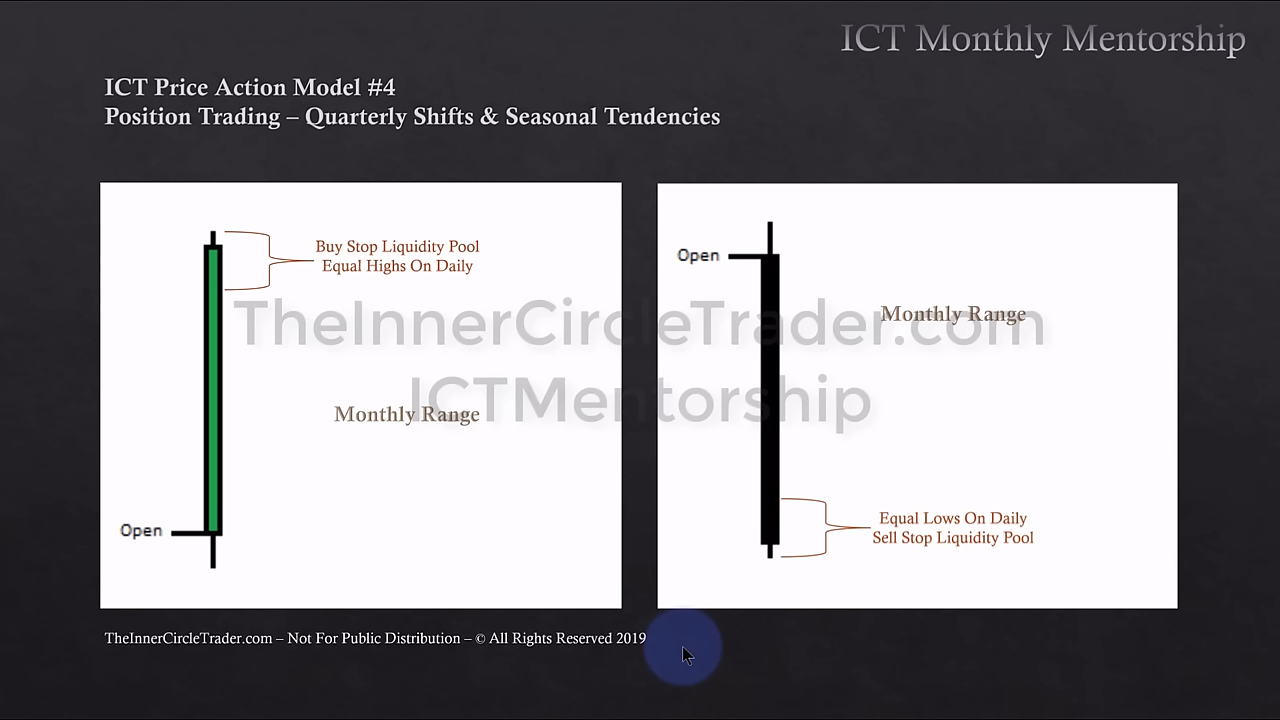 ICT Monthly Mentorship
ICT Price Action Model #4
Position Trading – Quarterly Shifts & Seasonal Tendencies
Buy Stop Liquidity Pool
Equal Highs On Daily
Monthly Range
Open
Open
Monthly Range
Equal Lows On Daily
Sell Stop Liquidity Pool
TheInnerCircleTrader.com
ICTMentorship
TheInnerCircleTrader.com – Not For Public Distribution – © All Rights Reserved 2019